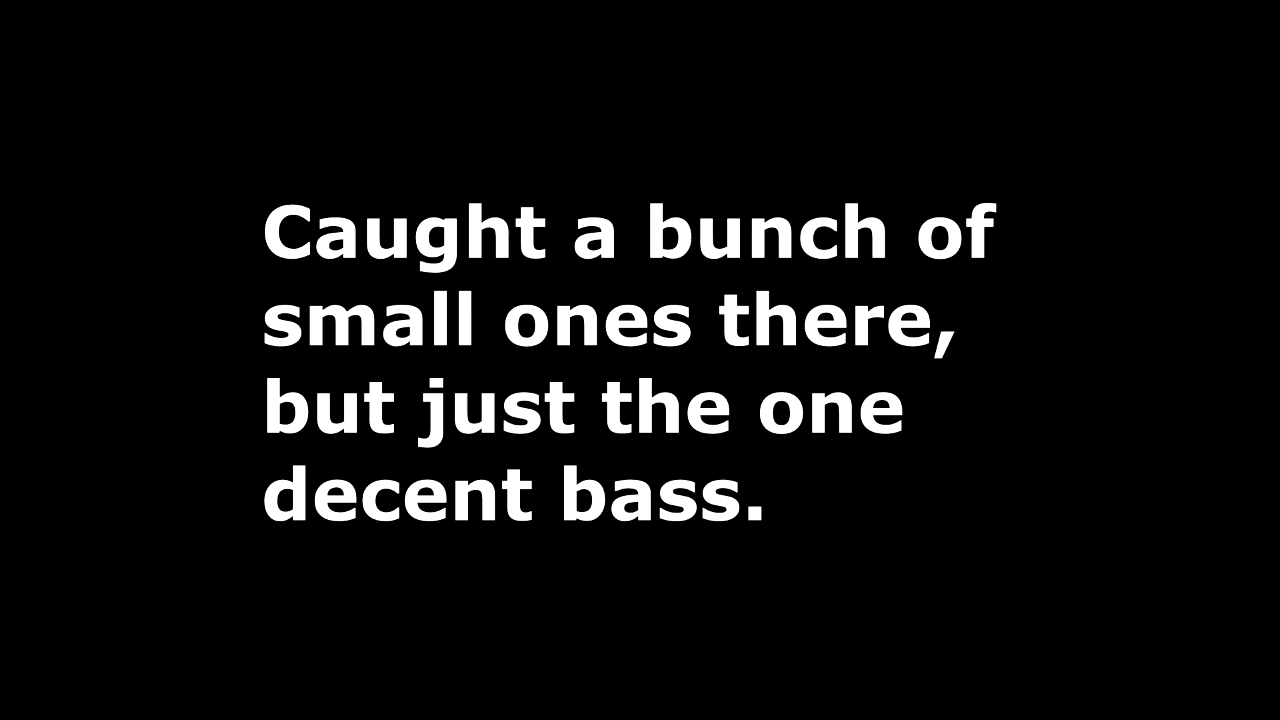 Caught a bunch of
small ones there,
but just the one
decent bass.